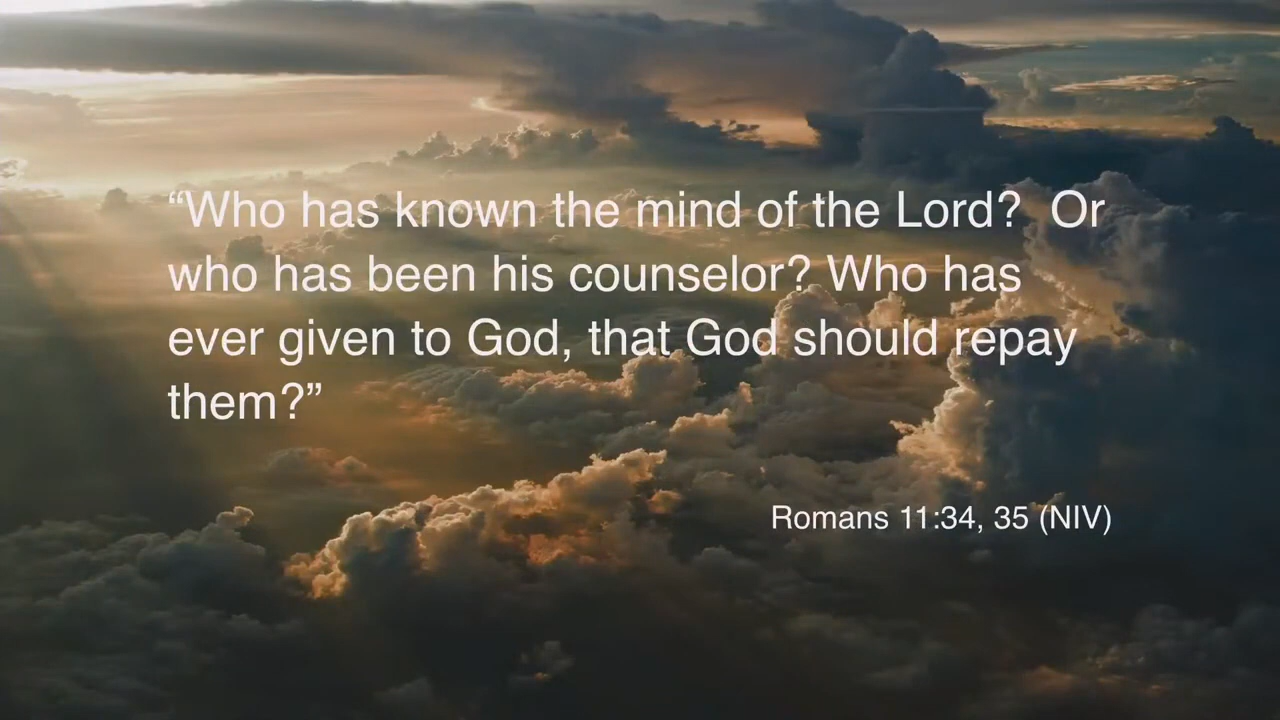 “Who has known the mind of the Lord?  Or
who has been his counselor? Who has
ever given to God, that God should repay
them?”
Romans 11:34, 35 (NIV)